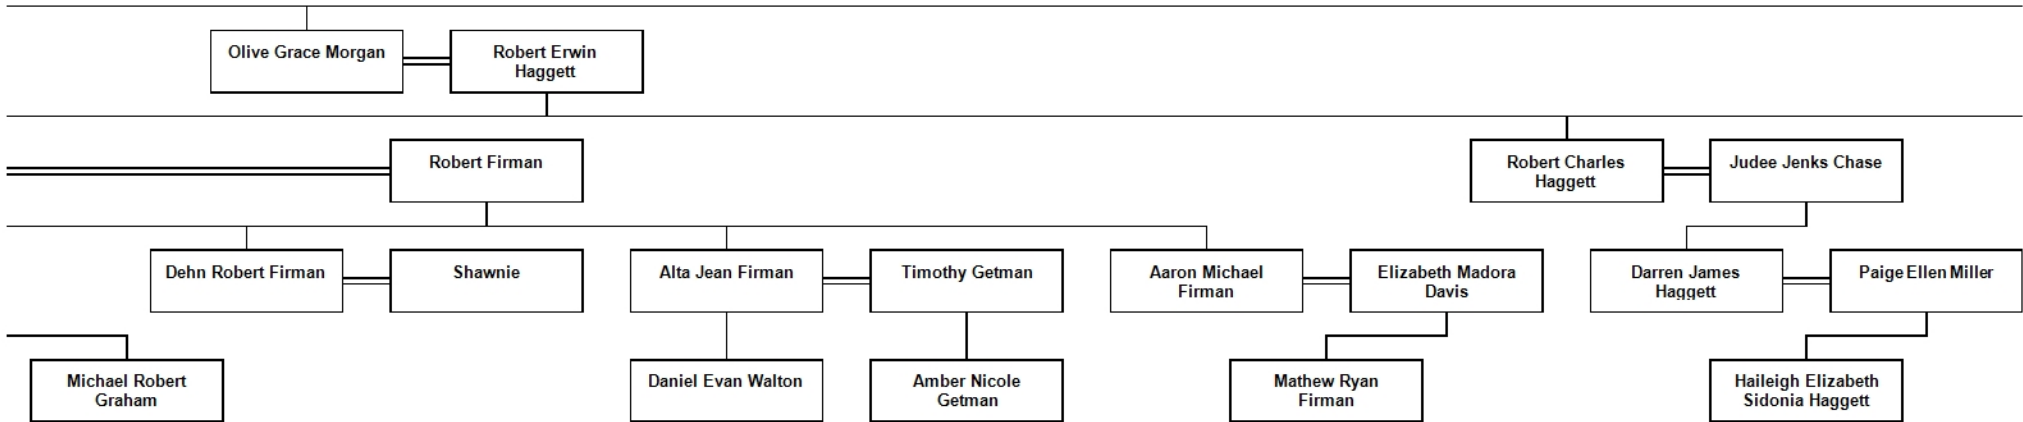 Olive Grace Morgan
Robert Erwin
Haggett
Robert Firman
Robert Charles
Haggett
Judee Jenks Chase
Dehn Robert Firman
Shawnie
Alta Jean Firman
Timothy Getman
Aaron Michael
Firman
Elizabeth Madora
Davis
Darren James
Haggett
Paige Ellen Miller
Michael Robert
Graham
Daniel Evan Walton
Amber Nicole
Getman
Mathew Ryan
Firman
Haileigh Elizabeth
Sidonia Haggett